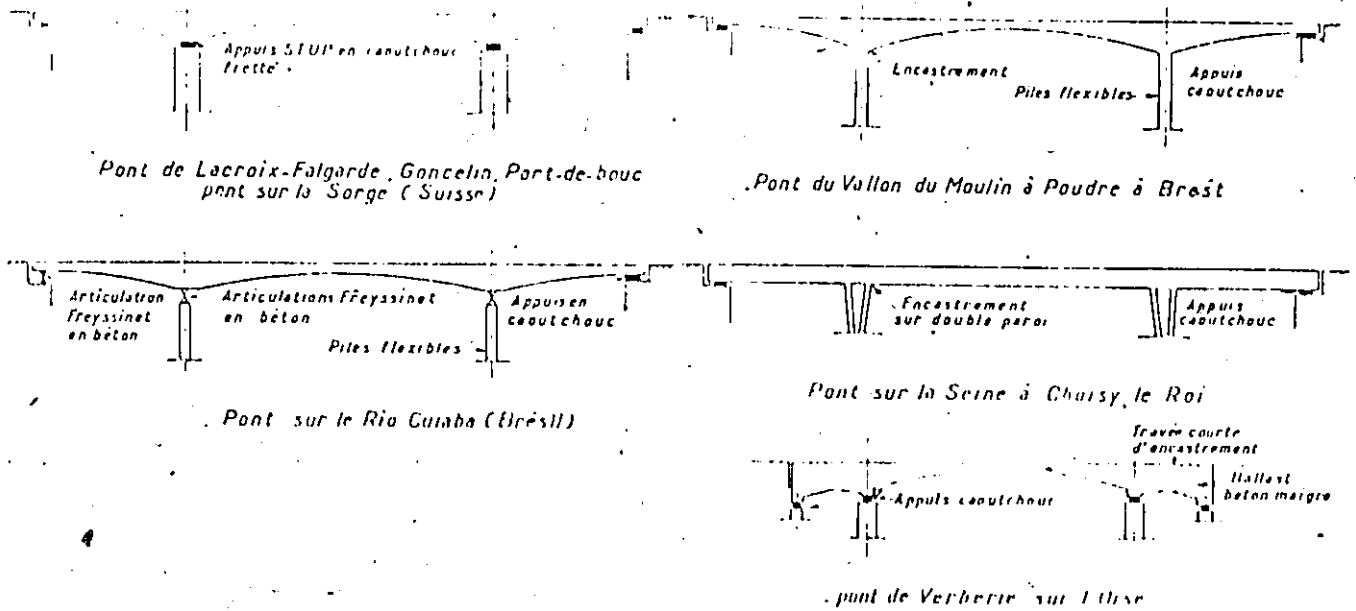 Appuis STUP en caoutchouc
fretté
Pont de Lacroix-Falgarde, Goncelin, Port-de-bouc
pont sur la Sorge (Suisse)
Encastrement
Piles flexibles
Appuis
caoutchouc
Pont du Vallon du Moulin à Poudre à Brest
Articulation
Freyssinet
en béton
Articulations Freyssinet
en béton
Piles flexibles
Appuis en
caoutchouc
Pont sur le Rio Cuiaba (Brésil)
Encastrement
sur double paroi
Appuis
caoutchouc
Pont sur la Seine à Choisy le Roi
Travée courte
d'encastrement
Appuis caoutchouc
Ballast
béton maigre
pont de Verberie sur l'Oise